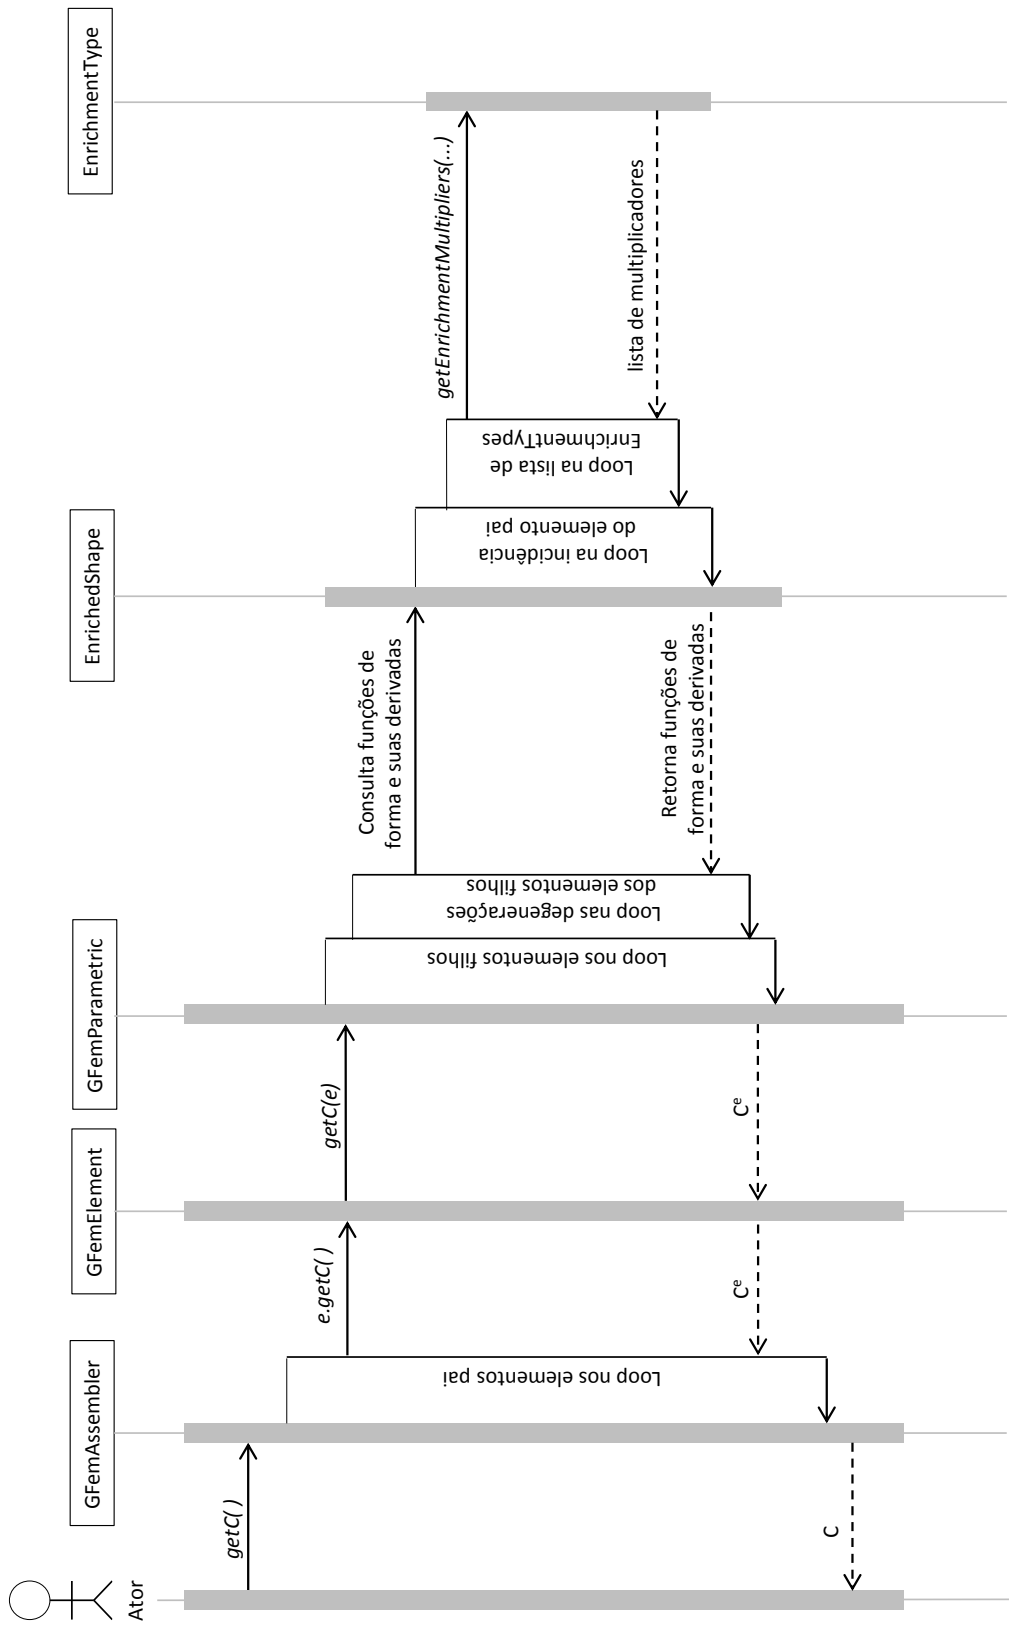 Ator
GFemAssembler
GFemElement
GFemParametric
EnrichedShape
EnrichmentType
getC( )
Loop nos elementos pai
e.getC( )
getC(e)
Loop nos elementos filhos
Loop nas degenerações
dos elementos filhos
Consulta funções de
forma e suas derivadas
Loop na incidência
do elemento pai
Loop na lista de
EnrichmentTypes
getEnrichmentMultipliers(...)
lista de multiplicadores
Retorna funções de
forma e suas derivadas
Cᵉ
Cᵉ
C